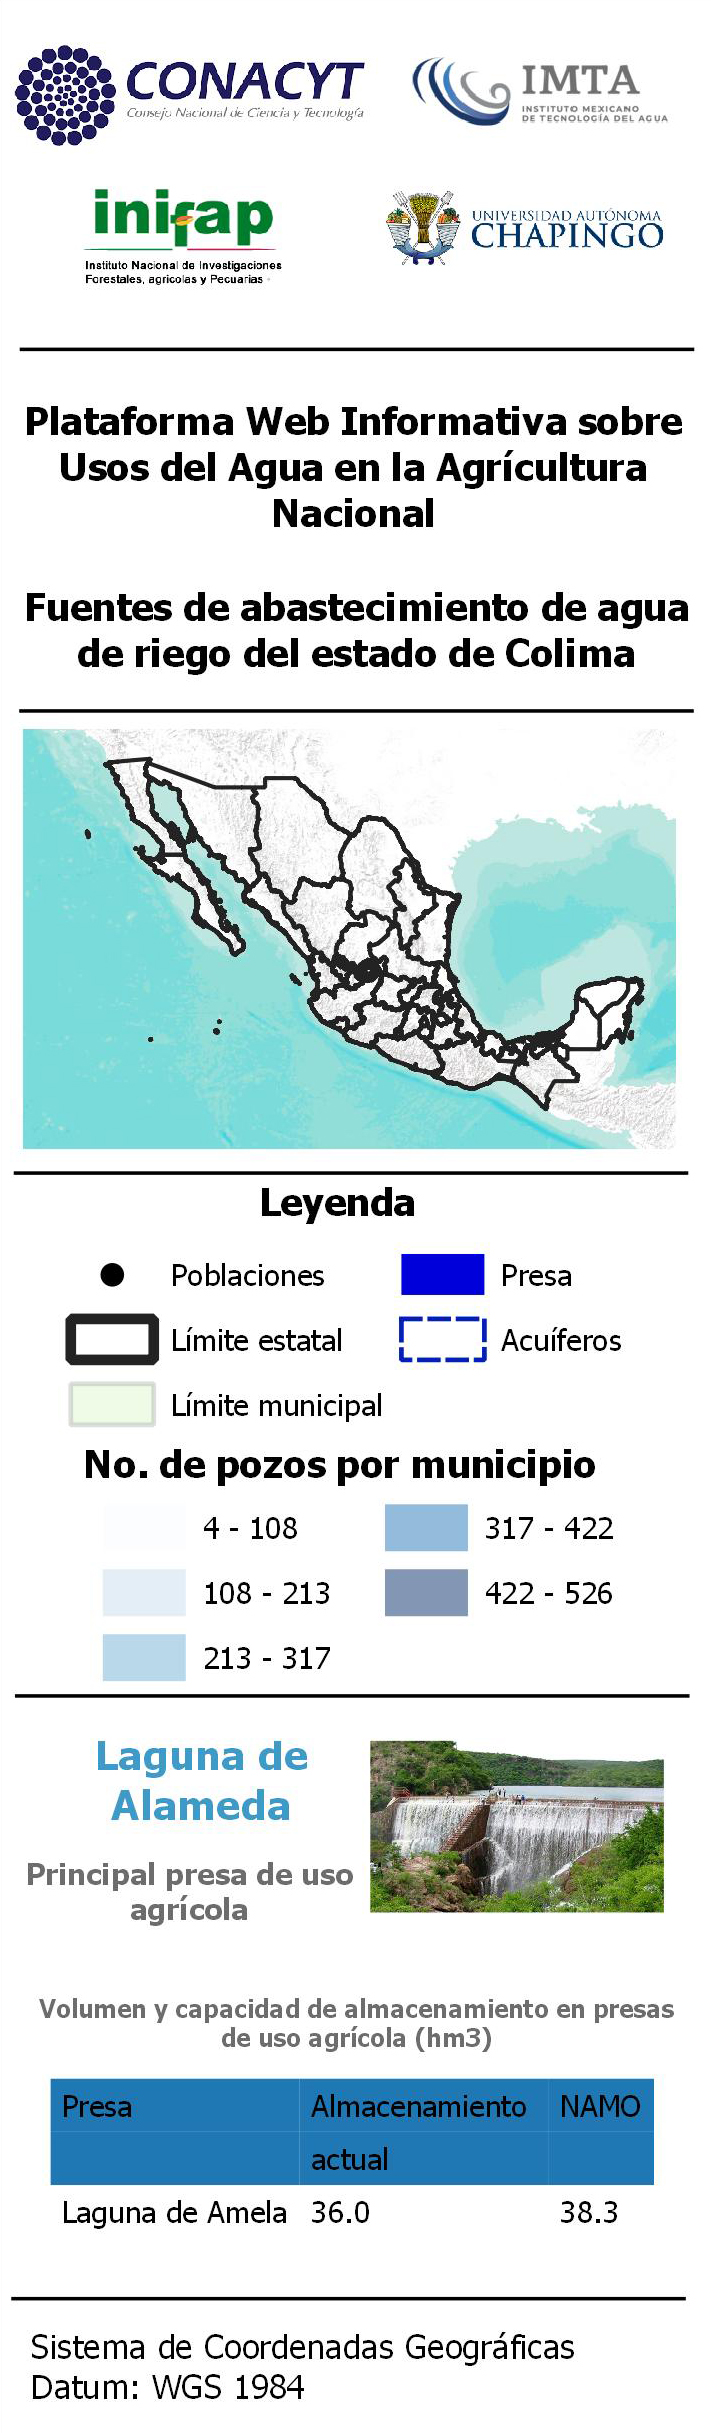 CONACYT
Consejo Nacional de Ciencia y Tecnología
IMTA
INSTITUTO MEXICANO
DE TECNOLOGÍA DEL AGUA
inifap
Instituto Nacional de Investigaciones
Forestales, agricolas y Pecuarias
UNIVERSIDAD AUTÓNOMA
CHAPINGO
Plataforma Web Informativa sobre
Usos del Agua en la Agrícultura
Nacional
Fuentes de abastecimiento de agua
de riego del estado de Colima
Leyenda
Poblaciones
Presa
Límite estatal
Acuíferos
Límite municipal
No. de pozos por municipio
4 - 108
317 - 422
108 - 213
422 - 526
213 - 317
Laguna de
Alameda
Principal presa de uso
agrícola
Volumen y capacidad de almacenamiento en presas
de uso agrícola (hm3)
Presa Almacenamiento NAMO
actual
Laguna de Amela 36.0 38.3
Sistema de Coordenadas Geográficas
Datum: WGS 1984